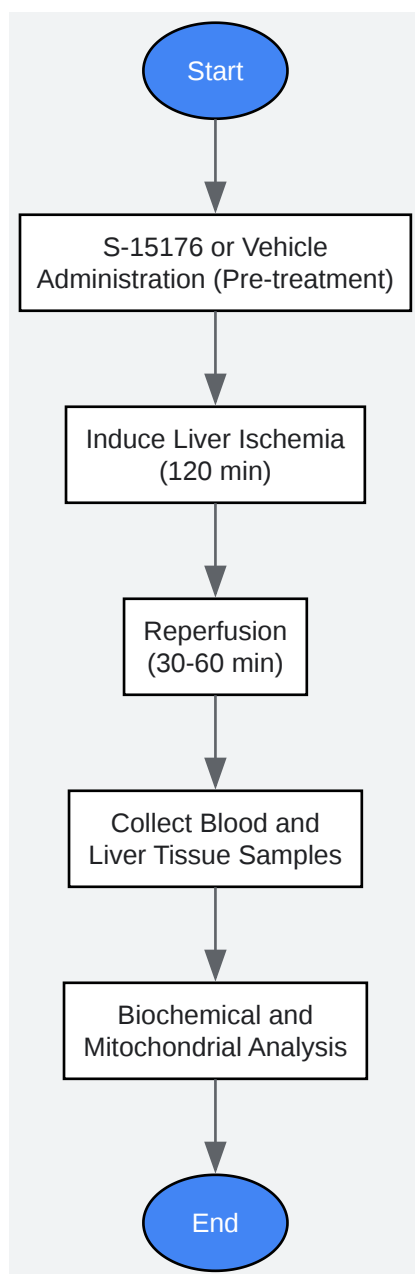 Start
S-15176 or Vehicle
Administration (Pre-treatment)
Induce Liver Ischemia
(120 min)
Reperfusion
(30-60 min)
Collect Blood and
Liver Tissue Samples
Biochemical and
Mitochondrial Analysis
End